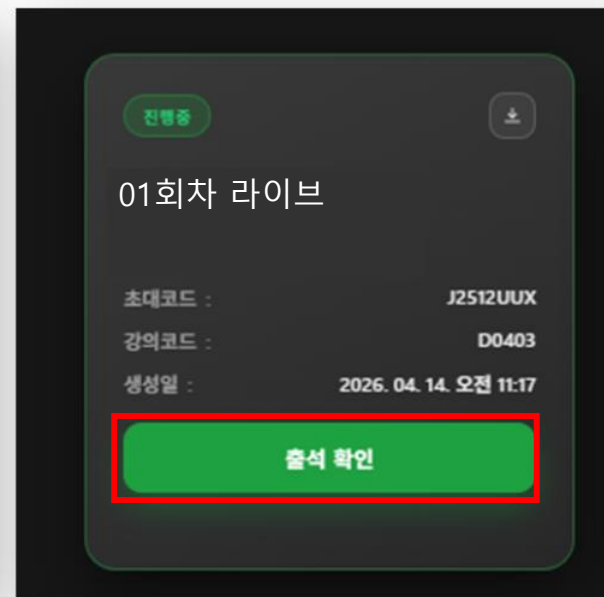 진행중
01회차 라이브
초대코드 : J2512UUX
강의코드 : D0403
생성일 : 2026. 04. 14. 오전 11:17
출석 확인